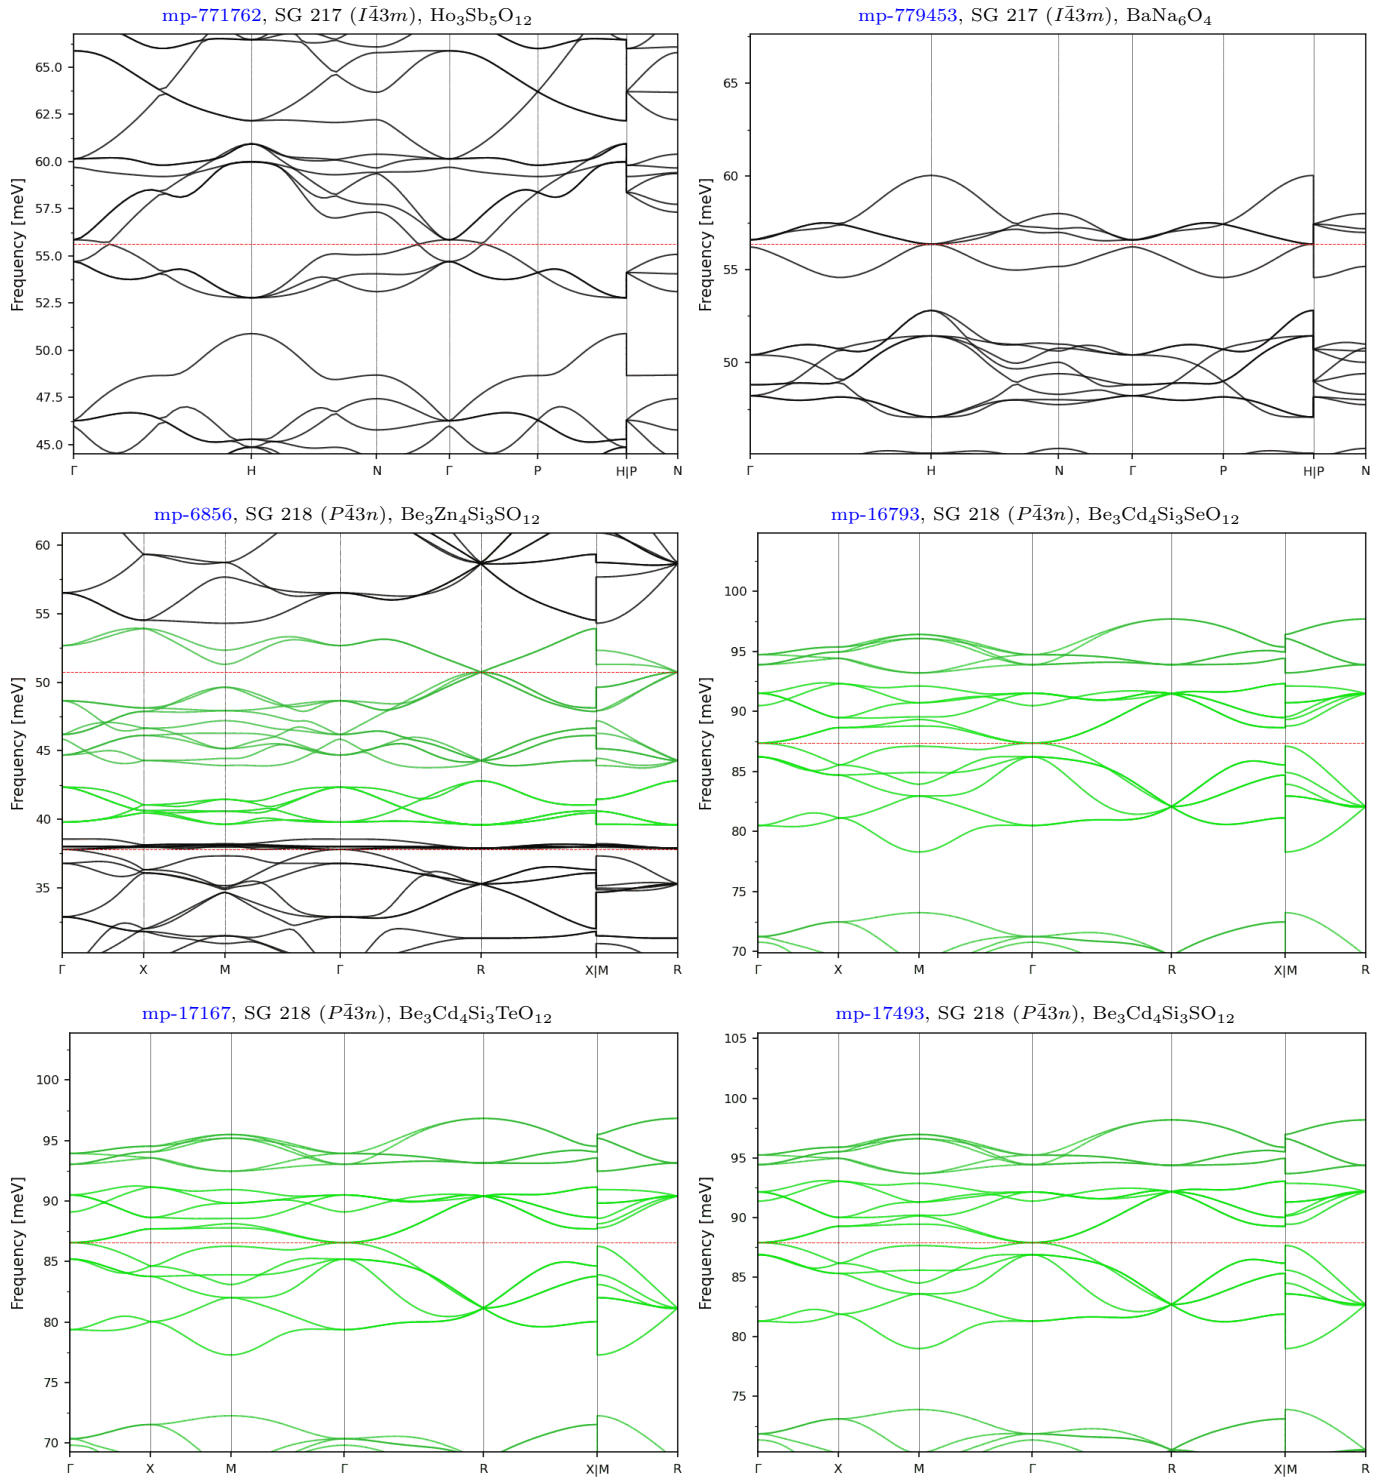 mp-771762, SG 217 (I4̄3m), Ho₃Sb₅O₁₂
Frequency [meV]
65.0
62.5
60.0
57.5
55.0
52.5
50.0
47.5
45.0
Γ H N Γ P H|P N
mp-779453, SG 217 (I4̄3m), BaNa₆O₄
Frequency [meV]
65
60
55
50
Γ H N Γ P H|P N
mp-6856, SG 218 (P4̄3n), Be₃Zn₄Si₃SO₁₂
Frequency [meV]
60
55
50
45
40
35
Γ X M Γ R X|M R
mp-16793, SG 218 (P4̄3n), Be₃Cd₄Si₃SeO₁₂
Frequency [meV]
100
95
90
85
80
75
70
Γ X M Γ R X|M R
mp-17167, SG 218 (P4̄3n), Be₃Cd₄Si₃TeO₁₂
Frequency [meV]
100
95
90
85
80
75
70
Γ X M Γ R X|M R
mp-17493, SG 218 (P4̄3n), Be₃Cd₄Si₃SO₁₂
Frequency [meV]
105
100
95
90
85
80
75
Γ X M Γ R X|M R